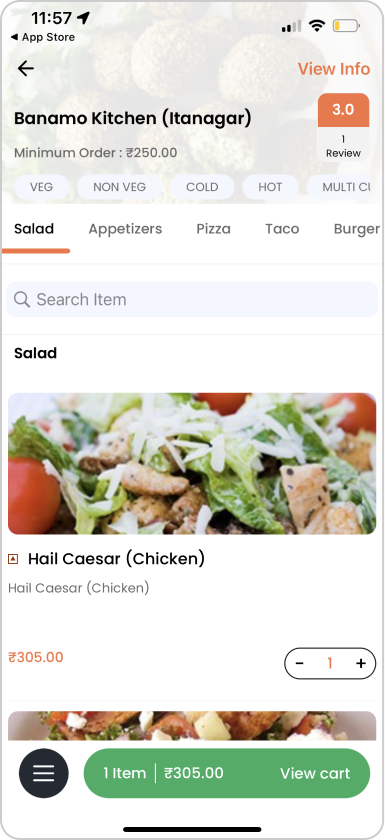 11:57
◀ App Store
View Info
Banamo Kitchen (Itanagar)
3.0
Minimum Order : ₹250.00
1
Review
VEG NON VEG COLD HOT MULTI CU
Salad Appetizers Pizza Taco Burger
Search Item
Salad
Hail Caesar (Chicken)
Hail Caesar (Chicken)
₹305.00
- 1 +
1 Item | ₹305.00 View cart